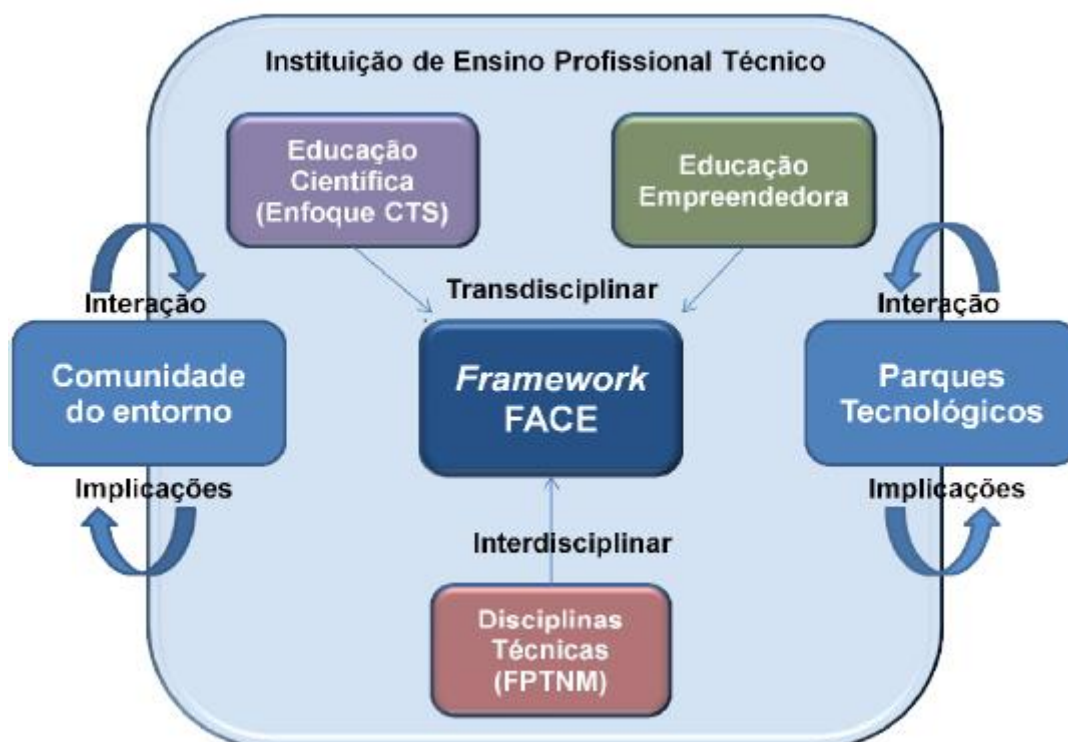 Instituição de Ensino Profissional Técnico
Educação
Científica
(Enfoque CTS)
Educação
Empreendedora
Transdisciplinar
Interação
Comunidade
do entorno
Implicações
Framework
FACE
Interação
Parques
Tecnológicos
Implicações
Interdisciplinar
Disciplinas
Técnicas
(FPTNM)